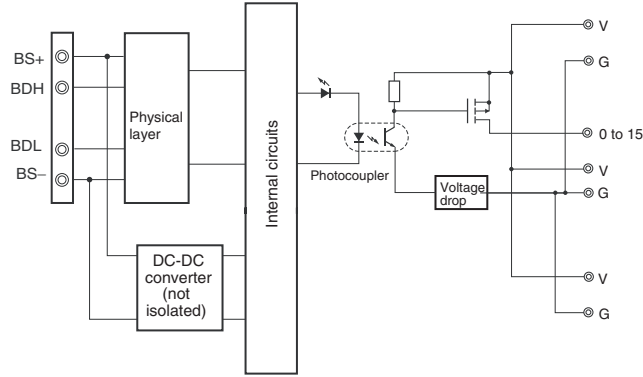 BS+
BDH
BDL
BS−
Physical
layer
DC-DC
converter
(not
isolated)
Internal circuits
Photocoupler
Voltage
drop
V
G
0 to 15
V
G
V
G